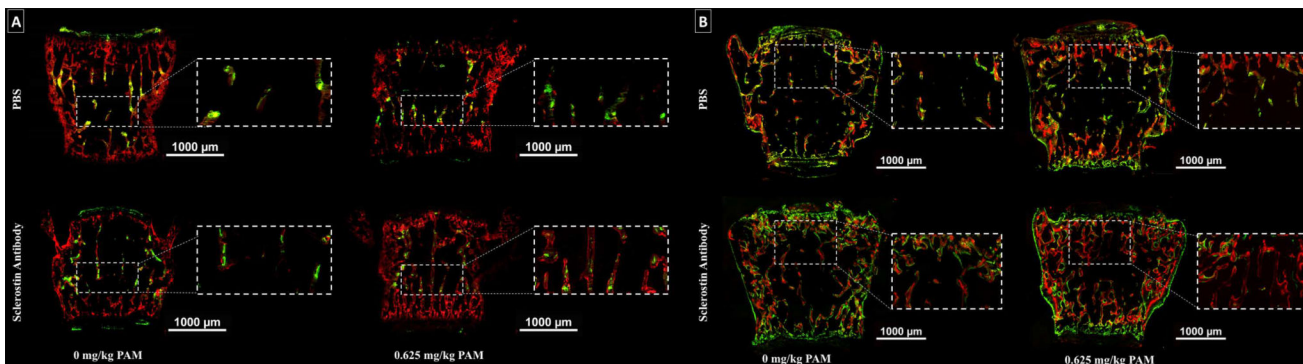 A
B
PBS
1000 µm
1000 µm
1000 µm
1000 µm
Sclerostin Antibody
1000 µm
1000 µm
1000 µm
1000 µm
0 mg/kg PAM
0.625 mg/kg PAM
PBS
Sclerostin Antibody
0 mg/kg PAM
0.625 mg/kg PAM